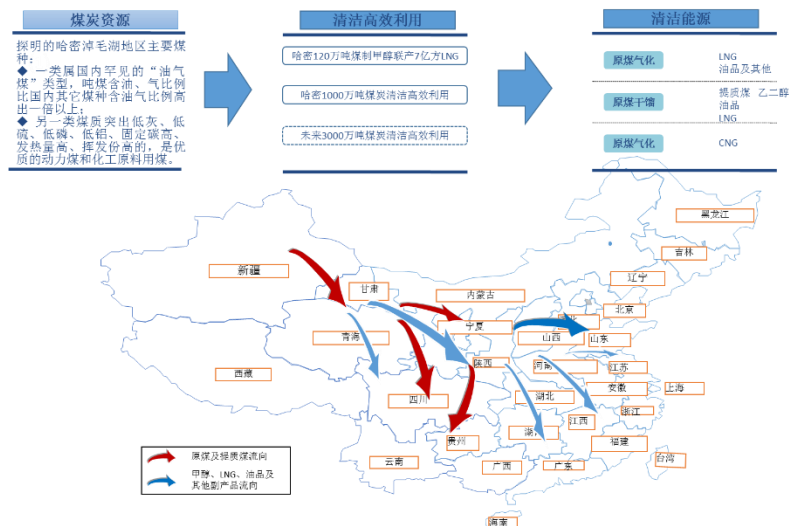 煤炭资源
探明的哈密淖毛湖地区主要煤
种：
◆ 一类属国内罕见的“油气
煤”类型，吨煤含油、气比例
比国内其它煤种含油气比例高
出一倍以上；
◆ 另一类煤质突出低灰、低
硫、低磷、低铝、固定碳高、
发热量高、挥发份高的，是优
质的动力煤和化工原料用煤。
清洁高效利用
哈密120万吨煤制甲醇联产7亿方LNG
哈密1000万吨煤炭清洁高效利用
未来3000万吨煤炭清洁高效利用
清洁能源
原煤气化
LNG
油品及其他
原煤干馏
提质煤 乙二醇
油品
LNG
原煤气化
CNG
黑龙江
吉林
辽宁
新疆
甘肃
内蒙古
北京
宁夏
青海
山西
山东
陕西
河南
江苏
西藏
四川
湖北
安徽
上海
江西
浙江
贵州
福建
云南
广西
广东
台湾
海南
原煤及提质煤流向
甲醇、LNG、油品及
其他副产品流向